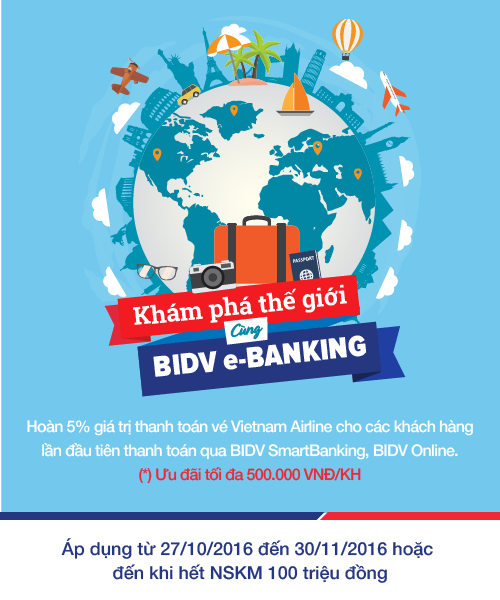 PASSPORT
Khám phá thế giới
Cùng
BIDV e-BANKING
Hoàn 5% giá trị thanh toán vé Vietnam Airline cho các khách hàng
lần đầu tiên thanh toán qua BIDV SmartBanking, BIDV Online.
(*) Ưu đãi tối đa 500.000 VNĐ/KH
Áp dụng từ 27/10/2016 đến 30/11/2016 hoặc
đến khi hết NSKM 100 triệu đồng